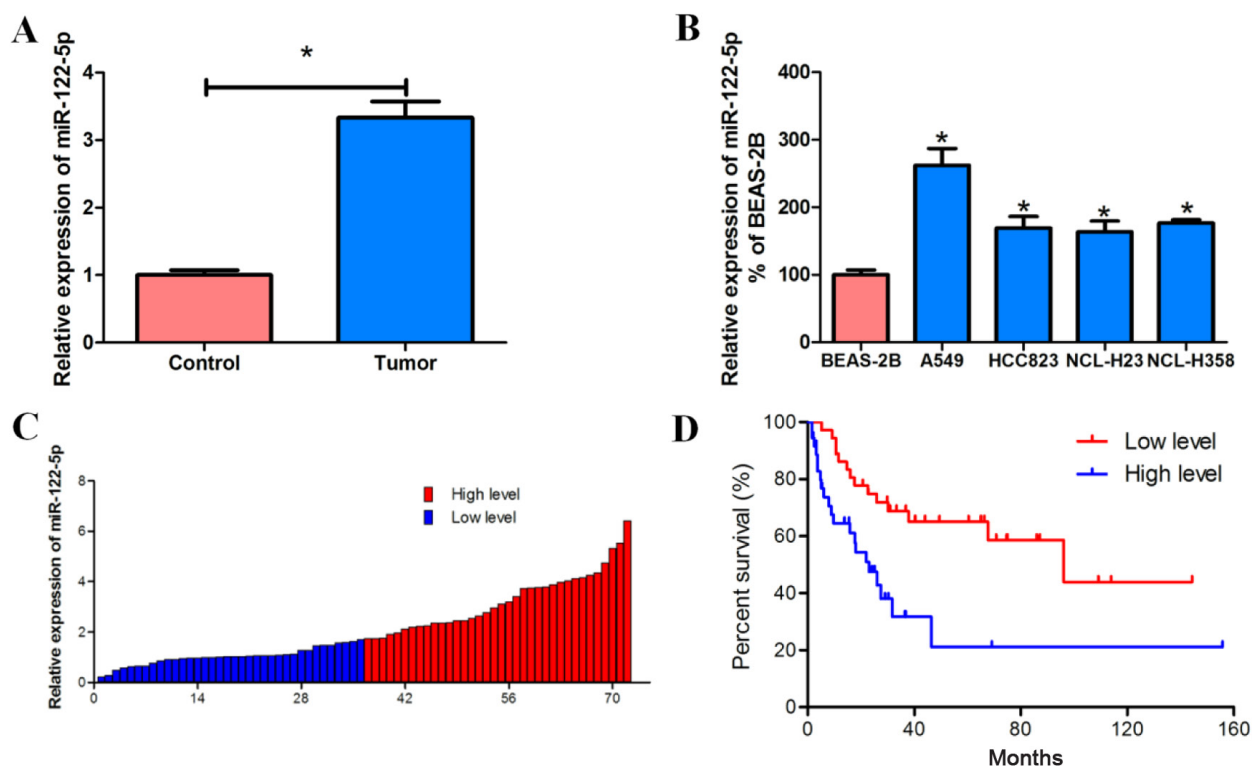 A
Relative expression of miR-122-5p
4
3
2
1
0
*
Control
Tumor
B
Relative expression of miR-122-5p
% of BEAS-2B
400
300
200
100
0
*
*
*
*
BEAS-2B
A549
HCC823
NCL-H23
NCL-H358
C
Relative expression of miR-122-5p
8
6
4
2
0
High level
Low level
0
14
28
42
56
70
D
Percent survival (%)
100
80
60
40
20
0
Low level
High level
0
40
80
120
160
Months